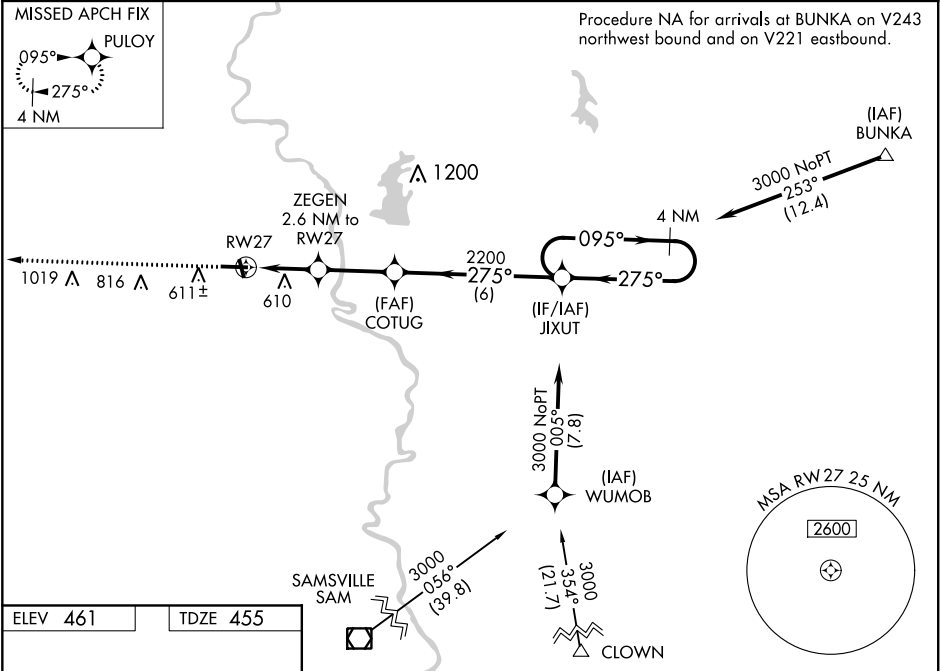 MISSED APCH FIX
PULOY
095°
275°
4 NM
Procedure NA for arrivals at BUNKA on V243
northwest bound and on V221 eastbound.
(IAF)
BUNKA
3000 NoPT
253°
(12.4)
1200
ZEGEN
2.6 NM to
RW27
RW27
4 NM
095°
275°
2200
275°
(6)
1019
816
611±
610
(FAF)
COTUG
(IF/IAF)
JIXUT
3000 NoPT
005°
(7.8)
(IAF)
WUMOB
MSA RW27 25 NM
2600
3000
056°
(39.8)
3000
354°
(21.7)
SAMSVILLE
SAM
CLOWN
ELEV 461
TDZE 455